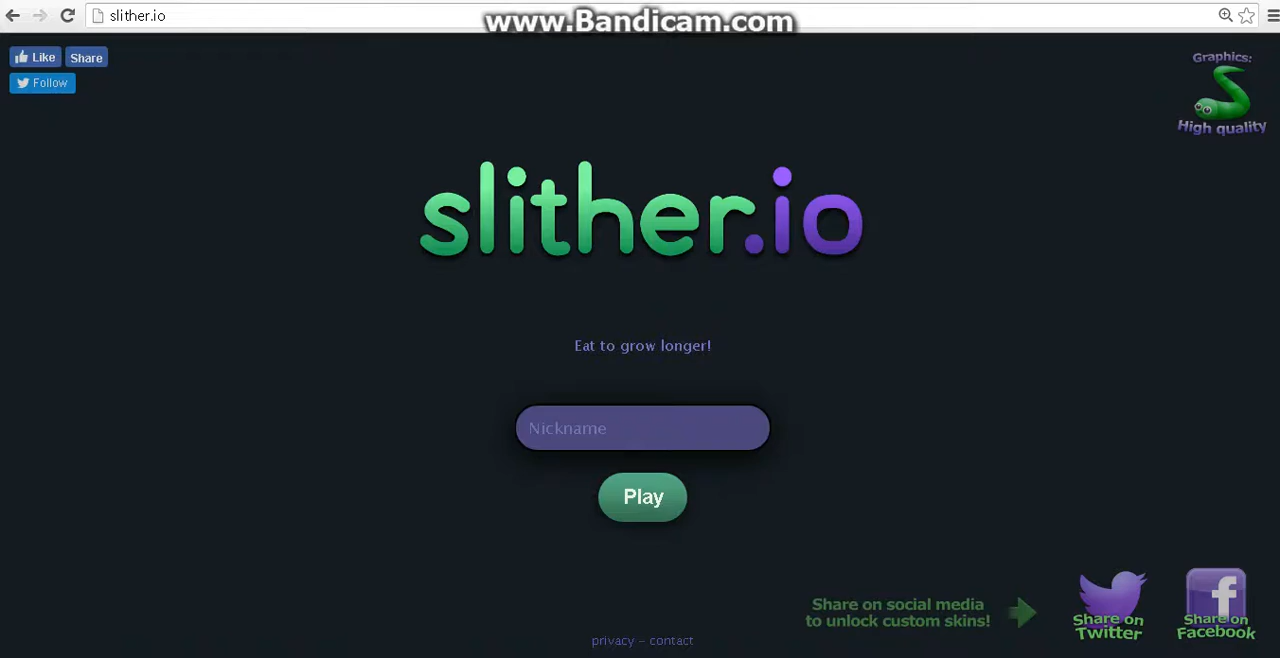 slither.io
www.Bandicam.com
Like Share
Follow
Graphics:
High quality
slither.io
Eat to grow longer!
Nickname
Play
Share on social media
to unlock custom skins!
Share on
Twitter
Share on
Facebook
privacy - contact